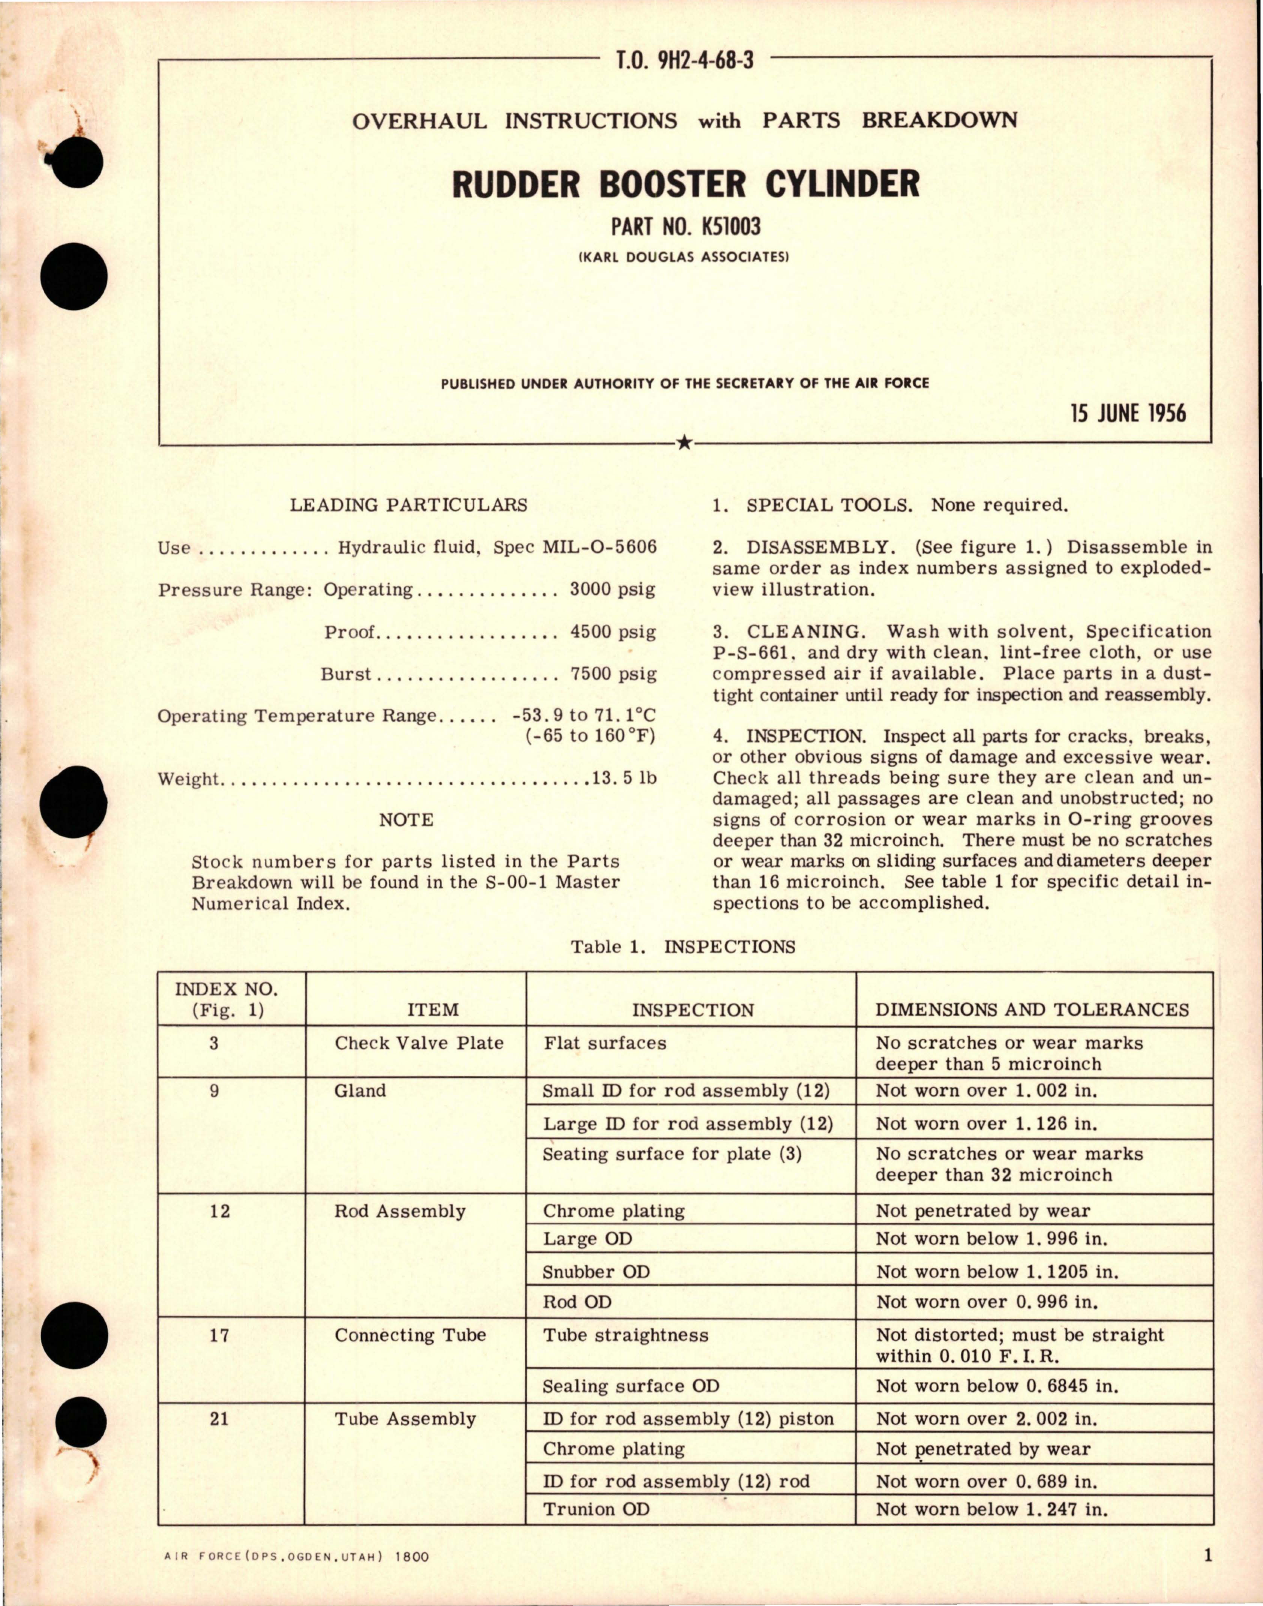 T.O. 9H2-4-68-3
OVERHAUL INSTRUCTIONS with PARTS BREAKDOWN
RUDDER BOOSTER CYLINDER
PART NO. K51003
(KARL DOUGLAS ASSOCIATES)
PUBLISHED UNDER AUTHORITY OF THE SECRETARY OF THE AIR FORCE
15 JUNE 1956
LEADING PARTICULARS
Use ............. Hydraulic fluid, Spec MIL-O-5606
Pressure Range: Operating.............. 3000 psig
Proof.................. 4500 psig
Burst.................. 7500 psig
Operating Temperature Range...... -53.9 to 71.1°C
(-65 to 160°F)
Weight....................................13.5 lb
NOTE
Stock numbers for parts listed in the Parts
Breakdown will be found in the S-00-1 Master
Numerical Index.
1. SPECIAL TOOLS. None required.
2. DISASSEMBLY. (See figure 1.) Disassemble in
same order as index numbers assigned to exploded-
view illustration.
3. CLEANING. Wash with solvent, Specification
P-S-661, and dry with clean, lint-free cloth, or use
compressed air if available. Place parts in a dust-
tight container until ready for inspection and reassembly.
4. INSPECTION. Inspect all parts for cracks, breaks,
or other obvious signs of damage and excessive wear.
Check all threads being sure they are clean and un-
damaged; all passages are clean and unobstructed; no
signs of corrosion or wear marks in O-ring grooves
deeper than 32 microinch. There must be no scratches
or wear marks on sliding surfaces and diameters deeper
than 16 microinch. See table 1 for specific detail in-
spections to be accomplished.
Table 1. INSPECTIONS
INDEX NO.
(Fig. 1) ITEM INSPECTION DIMENSIONS AND TOLERANCES
3 Check Valve Plate Flat surfaces No scratches or wear marks
deeper than 5 microinch
9 Gland Small ID for rod assembly (12) Not worn over 1.002 in.
Large ID for rod assembly (12) Not worn over 1.126 in.
Seating surface for plate (3) No scratches or wear marks
deeper than 32 microinch
12 Rod Assembly Chrome plating Not penetrated by wear
Large OD Not worn below 1.996 in.
Snubber OD Not worn below 1.1205 in.
Rod OD Not worn over 0.996 in.
17 Connecting Tube Tube straightness Not distorted; must be straight
within 0.010 F.I.R.
Sealing surface OD Not worn below 0.6845 in.
21 Tube Assembly ID for rod assembly (12) piston Not worn over 2.002 in.
Chrome plating Not penetrated by wear
ID for rod assembly (12) rod Not worn over 0.689 in.
Trunion OD Not worn below 1.247 in.
AIR FORCE(DPS,OGDEN,UTAH) 1800
1